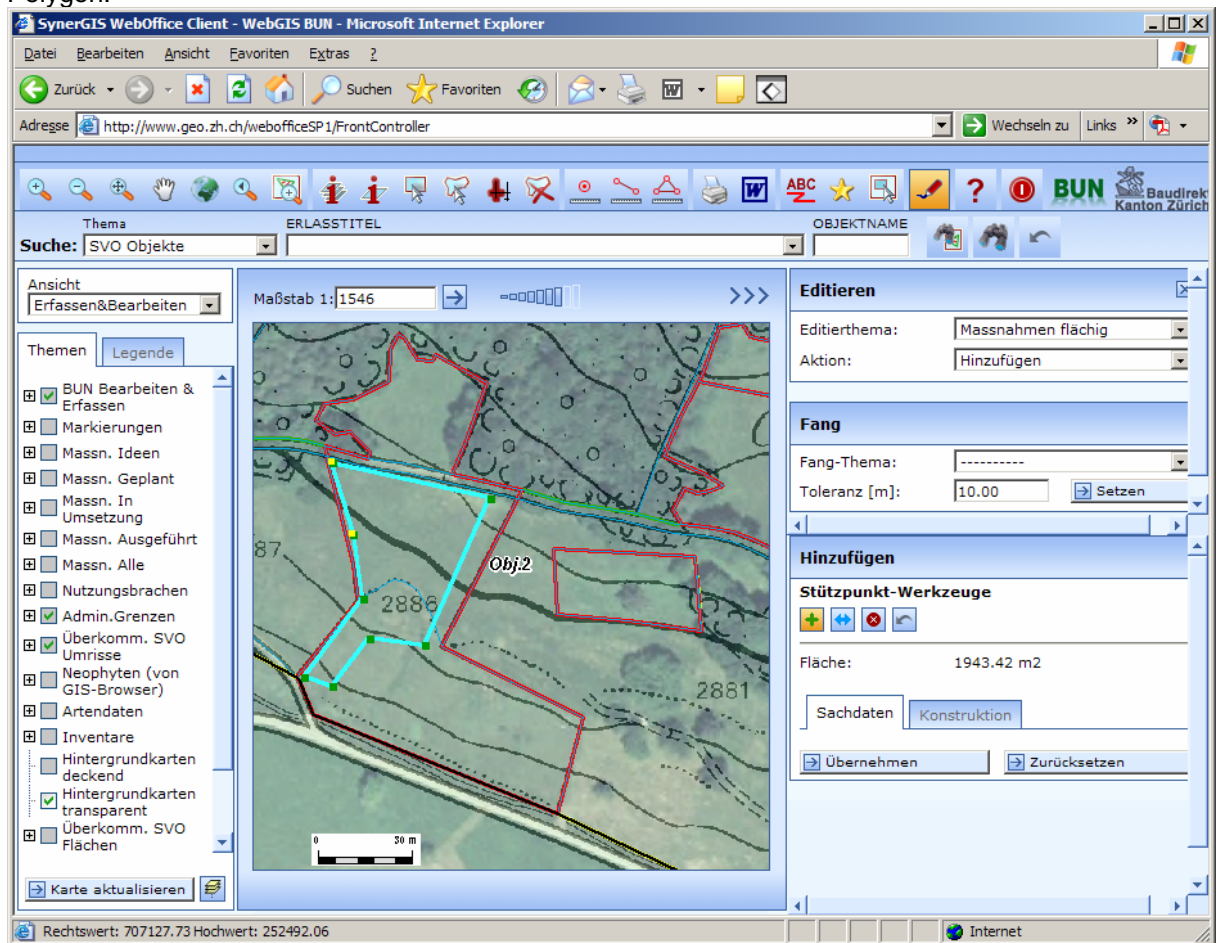 Polygon.
SynerGIS WebOffice Client - WebGIS BUN - Microsoft Internet Explorer
Datei Bearbeiten Ansicht Favoriten Extras ?
Zurück Suchen Favoriten
Adresse http://www.geo.zh.ch/webofficeSP1/FrontController Wechseln zu Links »
W ABC ? BUN Baudirek
Kanton Zürich
Thema ERLASSTITEL OBJEKTNAME
Suche: SVO Objekte
Ansicht
Erfassen&Bearbeiten
Themen Legende
BUN Bearbeiten &
Erfassen
Markierungen
Massn. Ideen
Massn. Geplant
Massn. In
Umsetzung
Massn. Ausgeführt
Massn. Alle
Nutzungsbrachen
Admin.Grenzen
Überkomm. SVO
Umrisse
Neophyten (von
GIS-Browser)
Artendaten
Inventare
Hintergrundkarten
deckend
Hintergrundkarten
transparent
Überkomm. SVO
Flächen
Karte aktualisieren
Maßstab 1: 1546 >>>
87
Obj.2
2886
2881
0 30 m
Editieren
Editierthema: Massnahmen flächig
Aktion: Hinzufügen
Fang
Fang-Thema: ----------
Toleranz [m]: 10.00 Setzen
Hinzufügen
Stützpunkt-Werkzeuge
Fläche: 1943.42 m2
Sachdaten Konstruktion
Übernehmen Zurücksetzen
Rechtswert: 707127.73 Hochwert: 252492.06 Internet